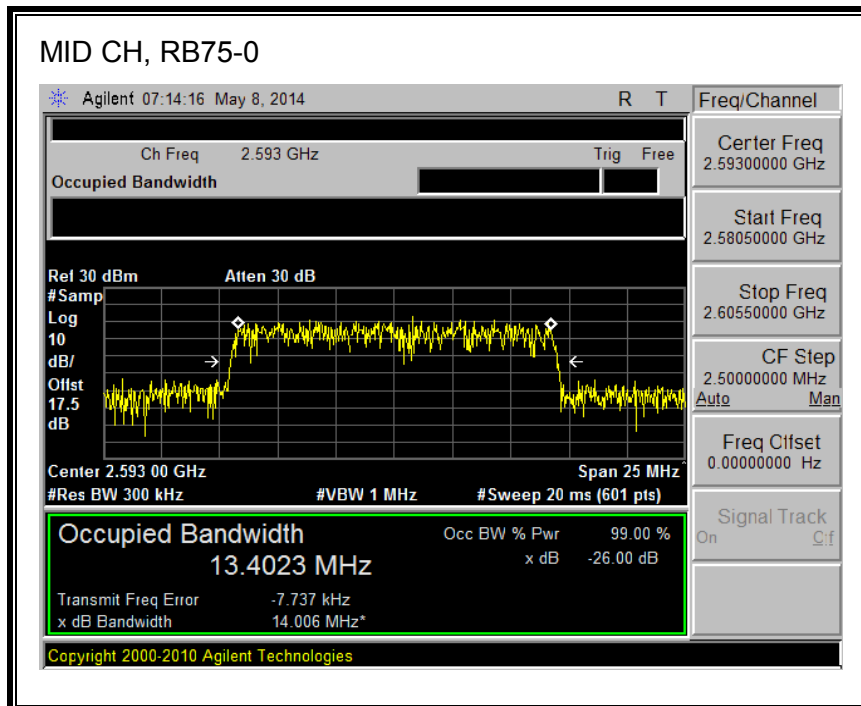 MID CH, RB75-0
Agilent 07:14:16 May 8, 2014 R T
Freq/Channel
Ch Freq 2.593 GHz Trig Free
Occupied Bandwidth
Center Freq
2.59300000 GHz
Start Freq
2.58050000 GHz
Stop Freq
2.60550000 GHz
CF Step
2.50000000 MHz
Auto Man
Freq Offset
0.00000000 Hz
Signal Track
On Off
Ref 30 dBm Atten 30 dB
#Samp
Log
10
dB/
Offst
17.5
dB
Center 2.593 00 GHz Span 25 MHz
#Res BW 300 kHz #VBW 1 MHz #Sweep 20 ms (601 pts)
Occupied Bandwidth Occ BW % Pwr 99.00 %
13.4023 MHz x dB -26.00 dB
Transmit Freq Error -7.737 kHz
x dB Bandwidth 14.006 MHz*
Copyright 2000-2010 Agilent Technologies